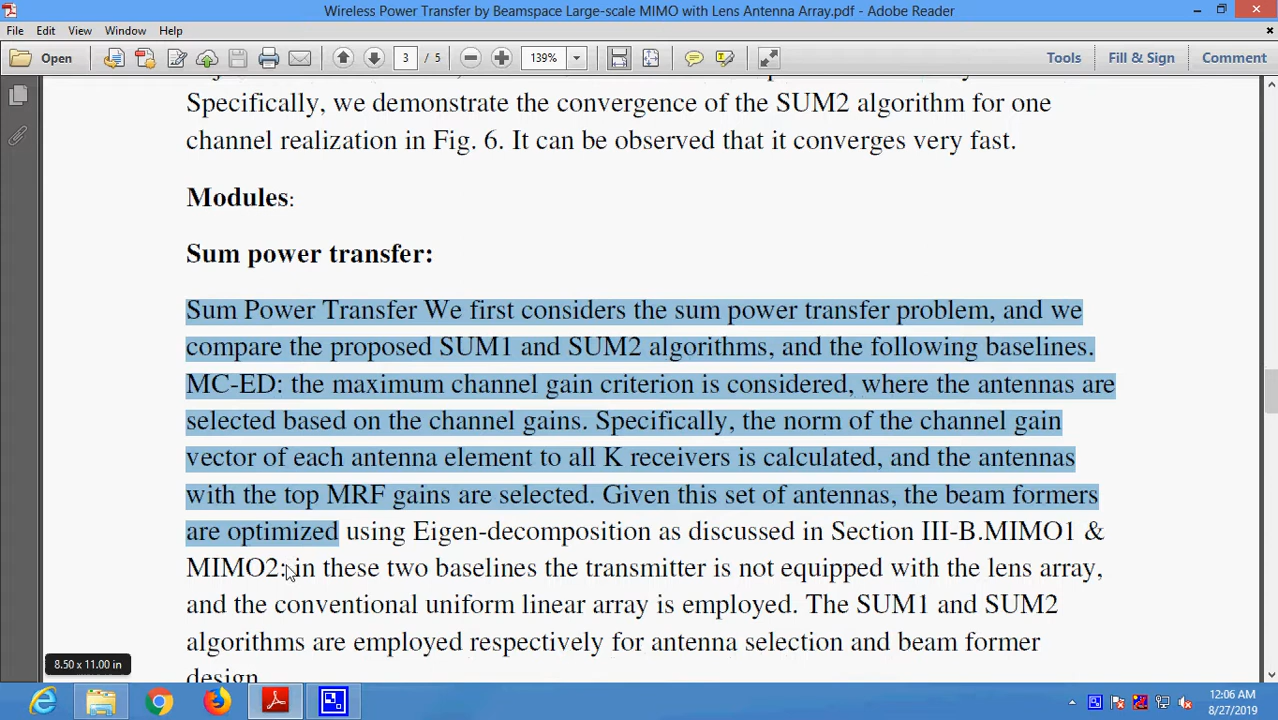 Wireless Power Transfer by Beamspace Large-scale MIMO with Lens Antenna Array.pdf - Adobe Reader
File Edit View Window Help
Open 3 / 5 139% Tools Fill & Sign Comment
Specifically, we demonstrate the convergence of the SUM2 algorithm for one
channel realization in Fig. 6. It can be observed that it converges very fast.
Modules:
Sum power transfer:
Sum Power Transfer We first considers the sum power transfer problem, and we
compare the proposed SUM1 and SUM2 algorithms, and the following baselines.
MC-ED: the maximum channel gain criterion is considered, where the antennas are
selected based on the channel gains. Specifically, the norm of the channel gain
vector of each antenna element to all K receivers is calculated, and the antennas
with the top MRF gains are selected. Given this set of antennas, the beam formers
are optimized using Eigen-decomposition as discussed in Section III-B.MIMO1 &
MIMO2: in these two baselines the transmitter is not equipped with the lens array,
and the conventional uniform linear array is employed. The SUM1 and SUM2
algorithms are employed respectively for antenna selection and beam former
design.
8.50 x 11.00 in
12:06 AM
8/27/2019